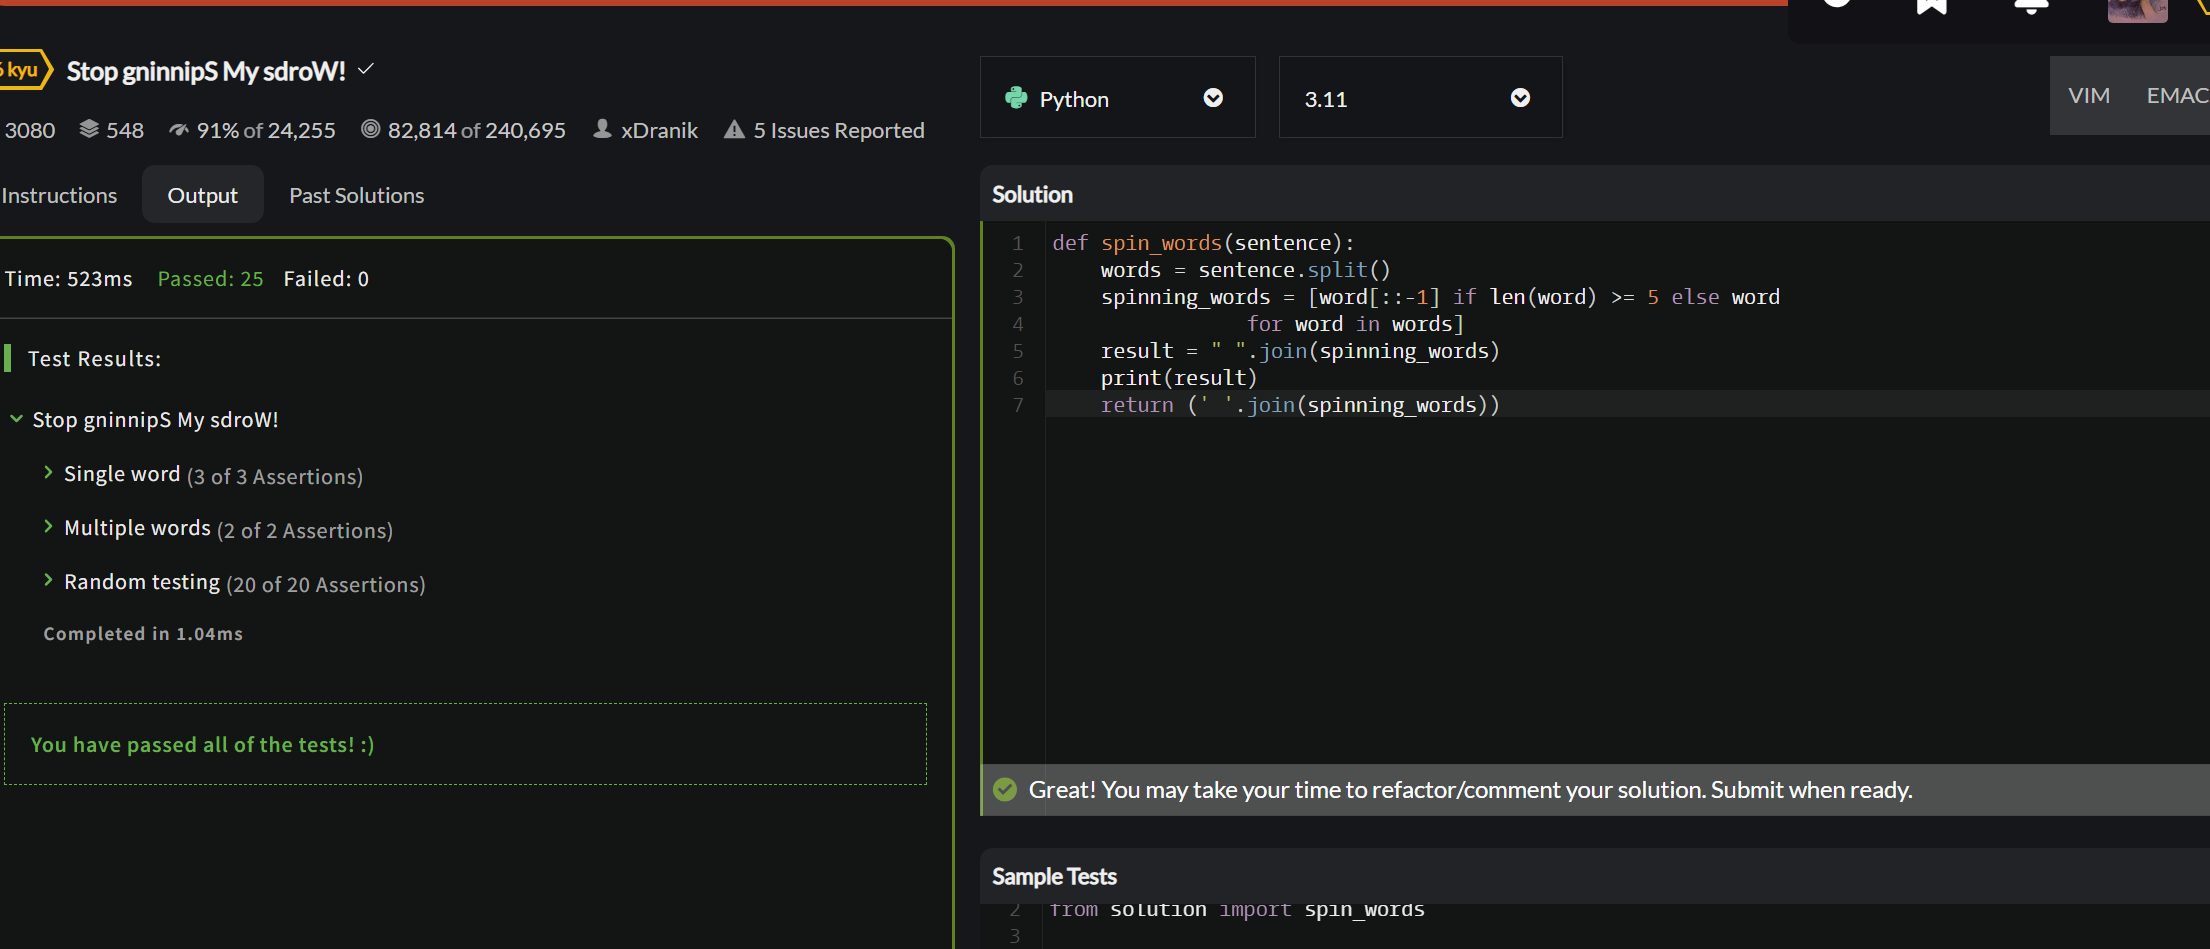 6 kyu Stop gninnipS My sdroW!
3080 548 91% of 24,255 82,814 of 240,695 xDranik 5 Issues Reported
Instructions Output Past Solutions
Time: 523ms Passed: 25 Failed: 0
Test Results:
Stop gninnipS My sdroW!
Single word (3 of 3 Assertions)
Multiple words (2 of 2 Assertions)
Random testing (20 of 20 Assertions)
Completed in 1.04ms
You have passed all of the tests! :)
Python 3.11 VIM EMAC
Solution
1 def spin_words(sentence):
2     words = sentence.split()
3     spinning_words = [word[::-1] if len(word) >= 5 else word
4                 for word in words]
5     result = " ".join(spinning_words)
6     print(result)
7     return (' '.join(spinning_words))
Great! You may take your time to refactor/comment your solution. Submit when ready.
Sample Tests
2 from solution import spin_words
3